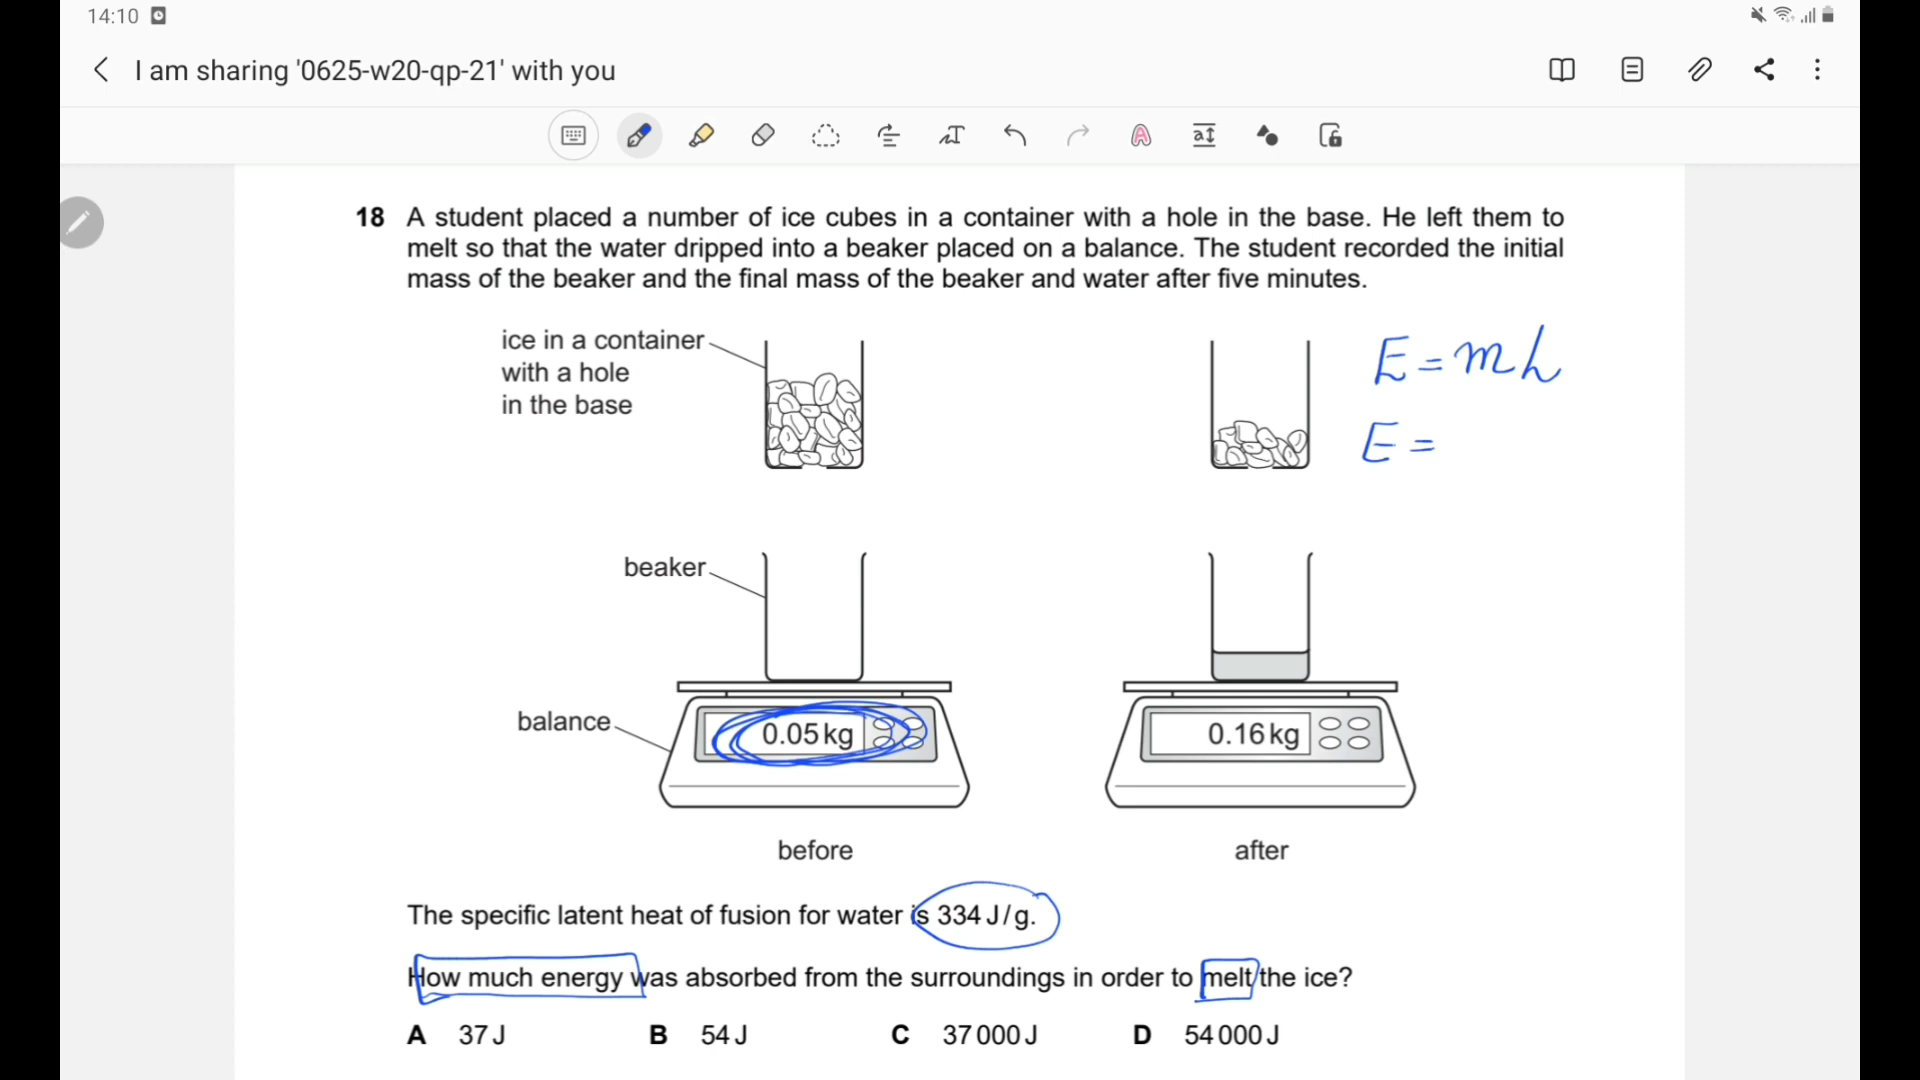 14:10
I am sharing '0625-w20-qp-21' with you
18 A student placed a number of ice cubes in a container with a hole in the base. He left them to
melt so that the water dripped into a beaker placed on a balance. The student recorded the initial
mass of the beaker and the final mass of the beaker and water after five minutes.
ice in a container
with a hole
in the base
E = mL
E =
beaker
balance
0.05 kg
0.16 kg
before
after
The specific latent heat of fusion for water is 334 J/g.
How much energy was absorbed from the surroundings in order to melt the ice?
A 37 J B 54 J C 37 000 J D 54 000 J